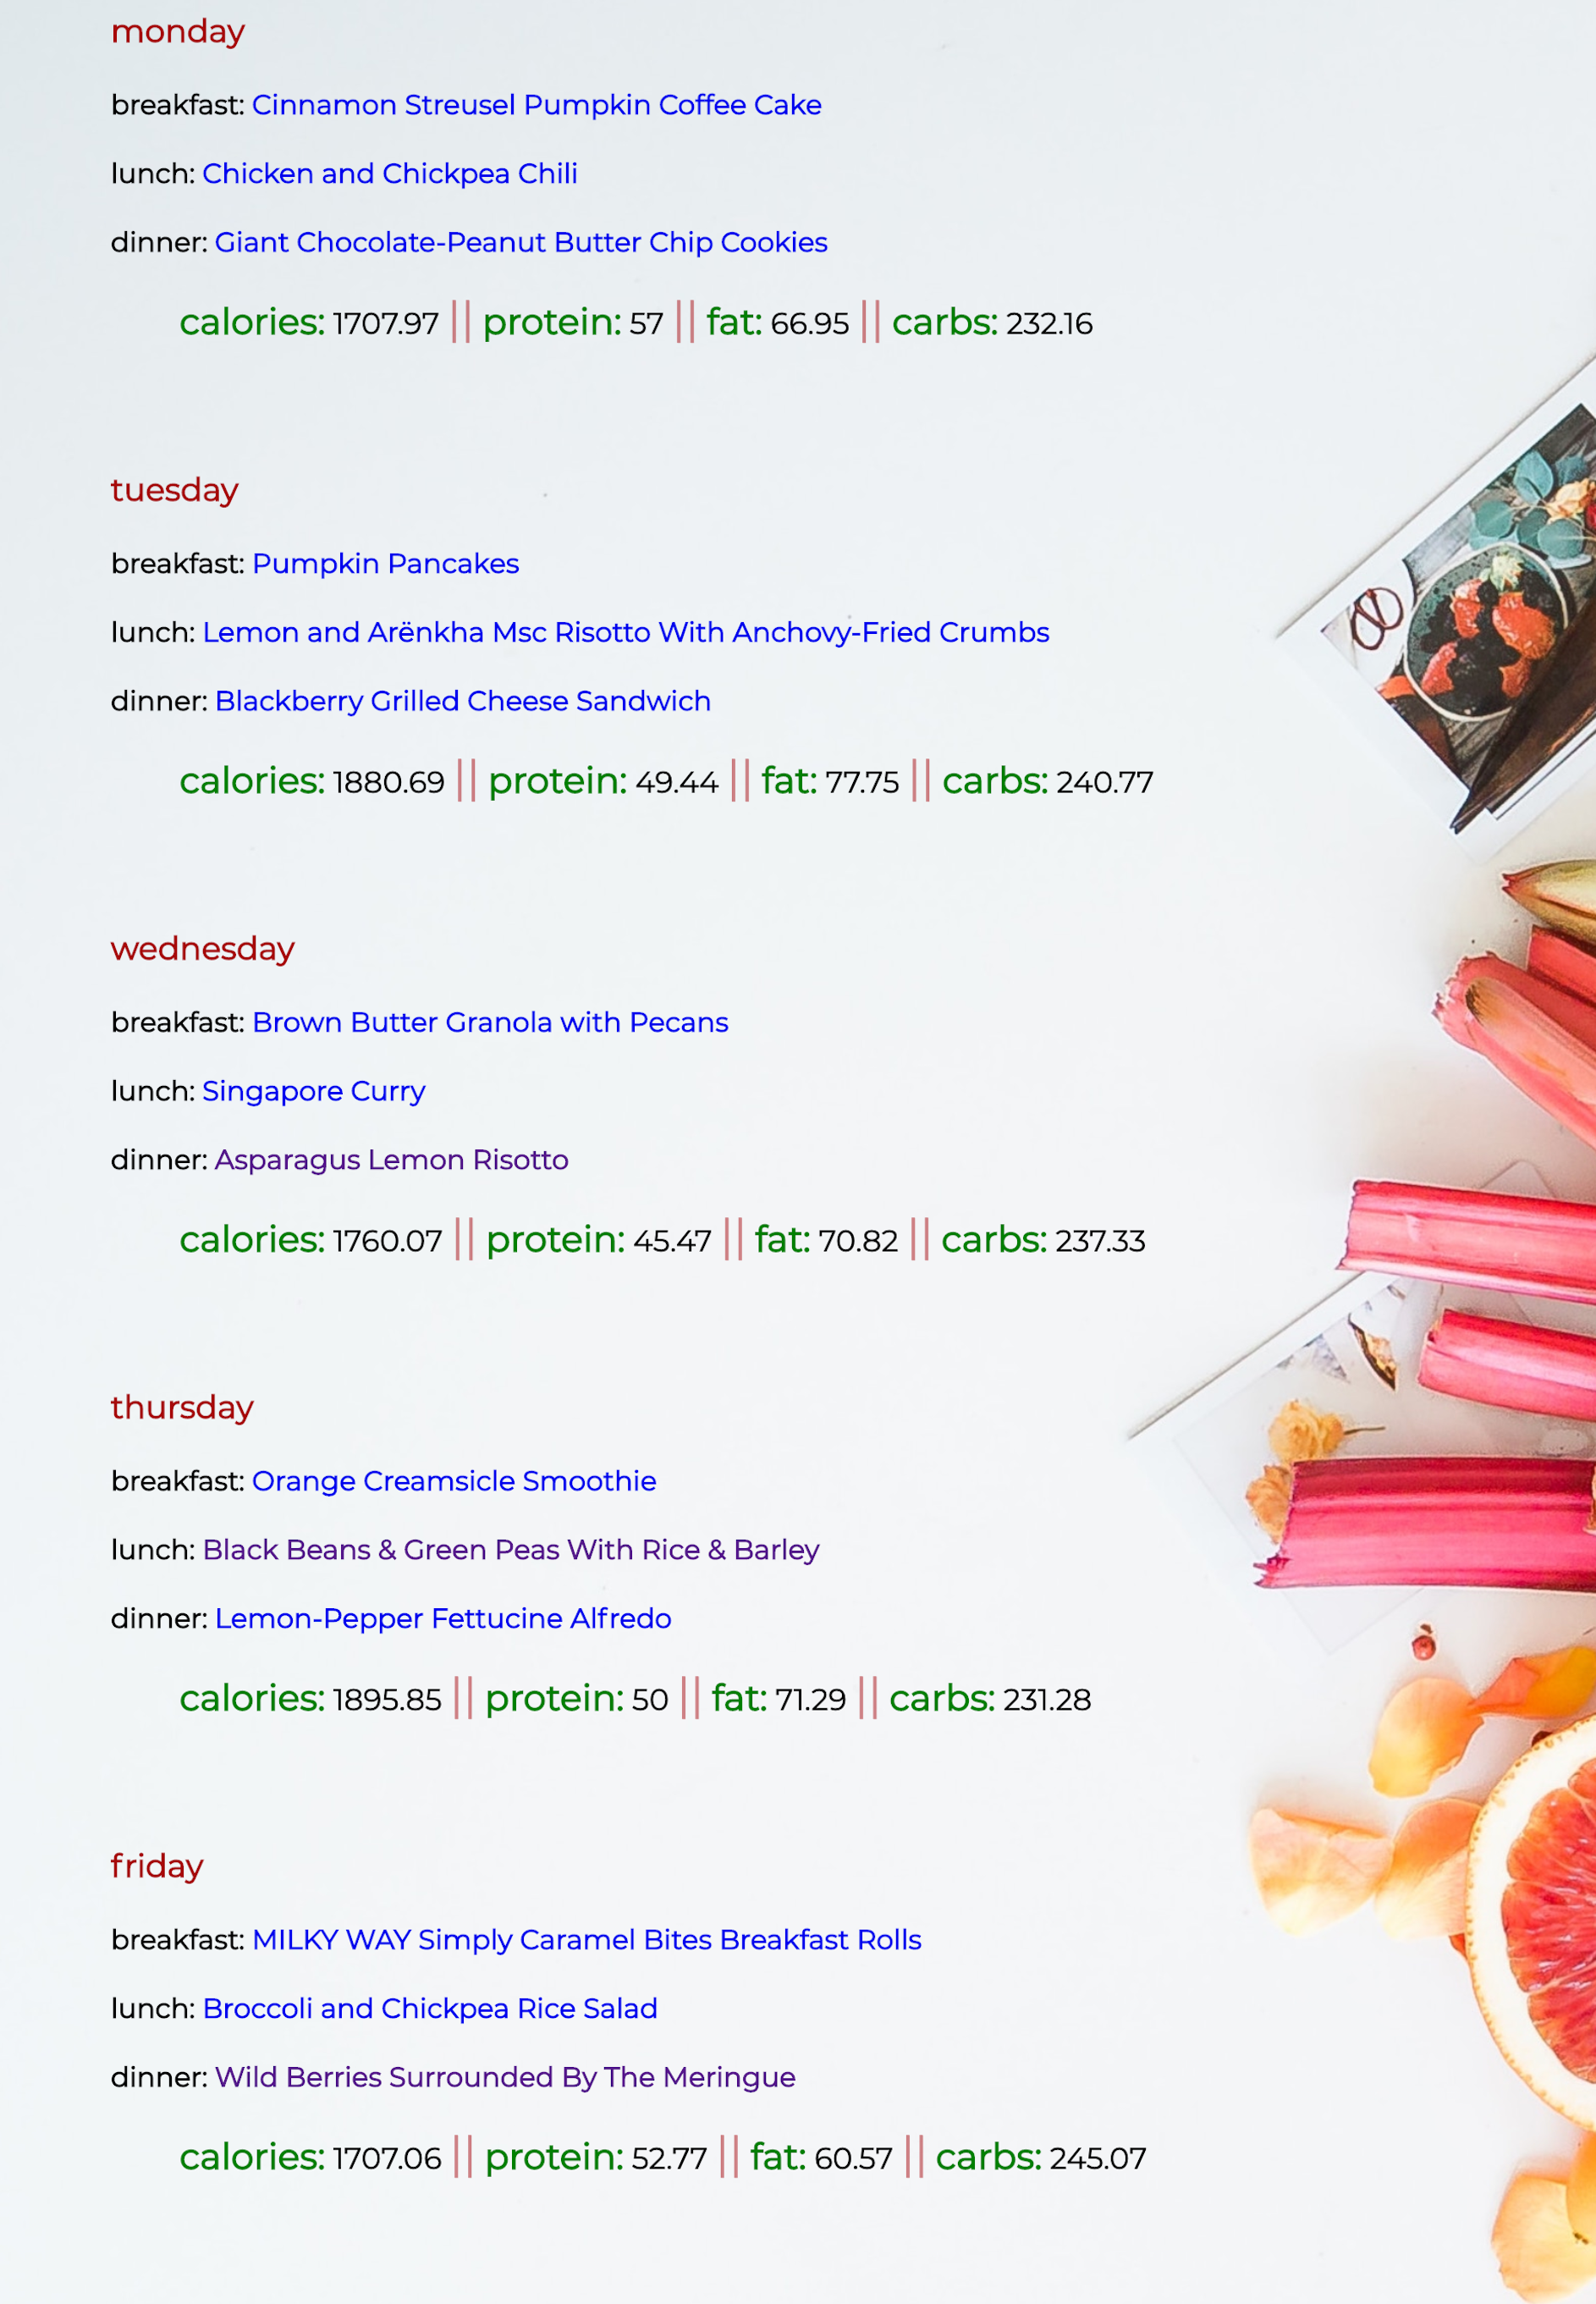 monday
breakfast: Cinnamon Streusel Pumpkin Coffee Cake
lunch: Chicken and Chickpea Chili
dinner: Giant Chocolate-Peanut Butter Chip Cookies
calories: 1707.97 || protein: 57 || fat: 66.95 || carbs: 232.16
tuesday
breakfast: Pumpkin Pancakes
lunch: Lemon and Arënkha Msc Risotto With Anchovy-Fried Crumbs
dinner: Blackberry Grilled Cheese Sandwich
calories: 1880.69 || protein: 49.44 || fat: 77.75 || carbs: 240.77
wednesday
breakfast: Brown Butter Granola with Pecans
lunch: Singapore Curry
dinner: Asparagus Lemon Risotto
calories: 1760.07 || protein: 45.47 || fat: 70.82 || carbs: 237.33
thursday
breakfast: Orange Creamsicle Smoothie
lunch: Black Beans & Green Peas With Rice & Barley
dinner: Lemon-Pepper Fettucine Alfredo
calories: 1895.85 || protein: 50 || fat: 71.29 || carbs: 231.28
friday
breakfast: MILKY WAY Simply Caramel Bites Breakfast Rolls
lunch: Broccoli and Chickpea Rice Salad
dinner: Wild Berries Surrounded By The Meringue
calories: 1707.06 || protein: 52.77 || fat: 60.57 || carbs: 245.07